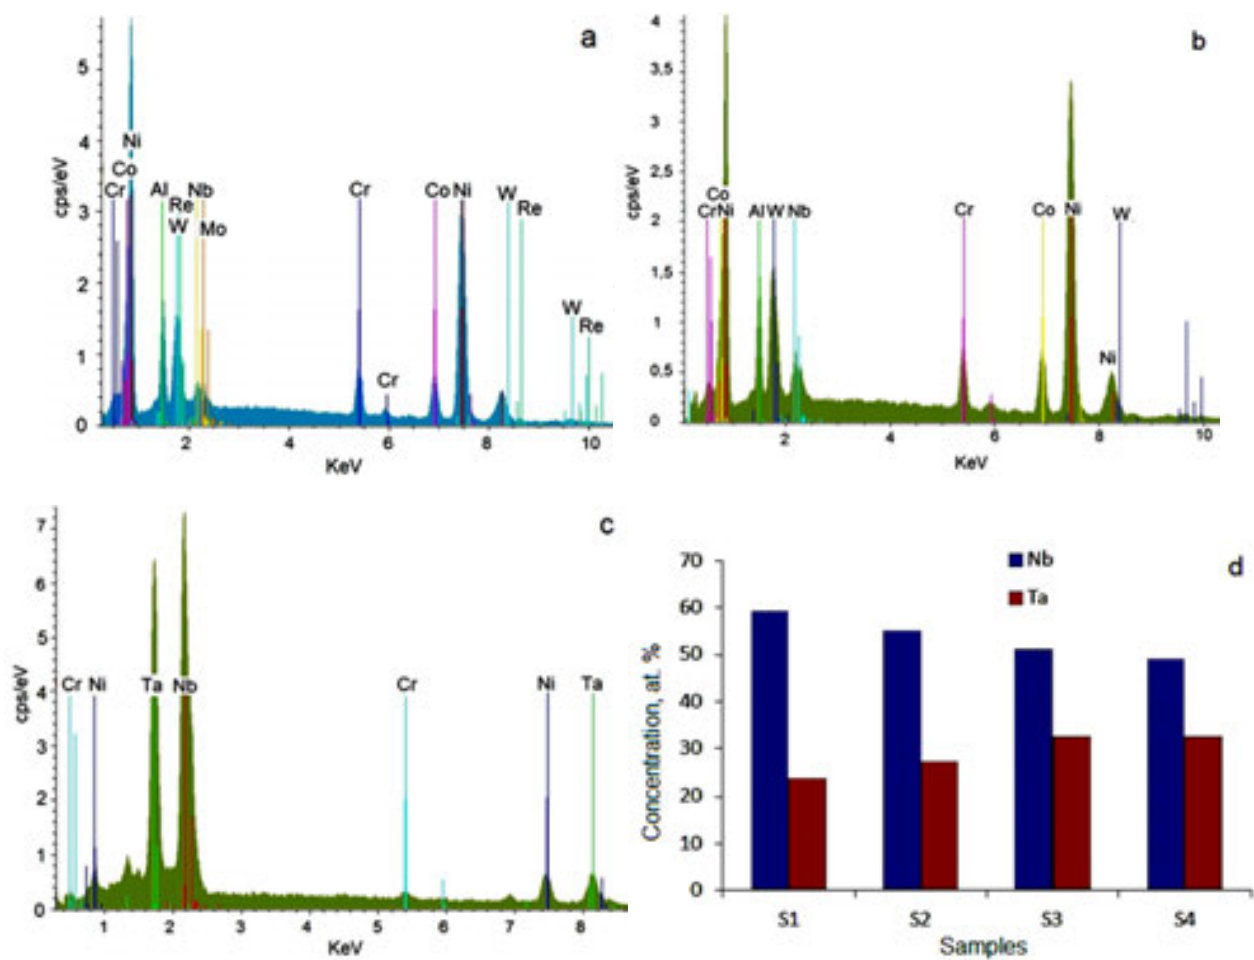 a
5
4
3
2
1
0
cps/eV
Ni
Co
Cr
Al
Re
W
Nb
Mo
Cr
Cr
Co
Ni
W
Re
W
Re
2
4
6
8
10
KeV
b
4
3,5
3
2,5
2
1,5
1
0,5
0
cps/eV
Co
Cr
Ni
Al
W
Nb
Cr
Co
Ni
W
Ni
2
4
6
8
10
KeV
c
7
6
5
4
3
2
1
0
cps/eV
Cr
Ni
Ta
Nb
Cr
Ni
Ta
1
2
3
4
5
6
7
8
KeV
d
Nb
Ta
70
60
50
40
30
20
10
0
Concentration, at. %
S1
S2
S3
S4
Samples